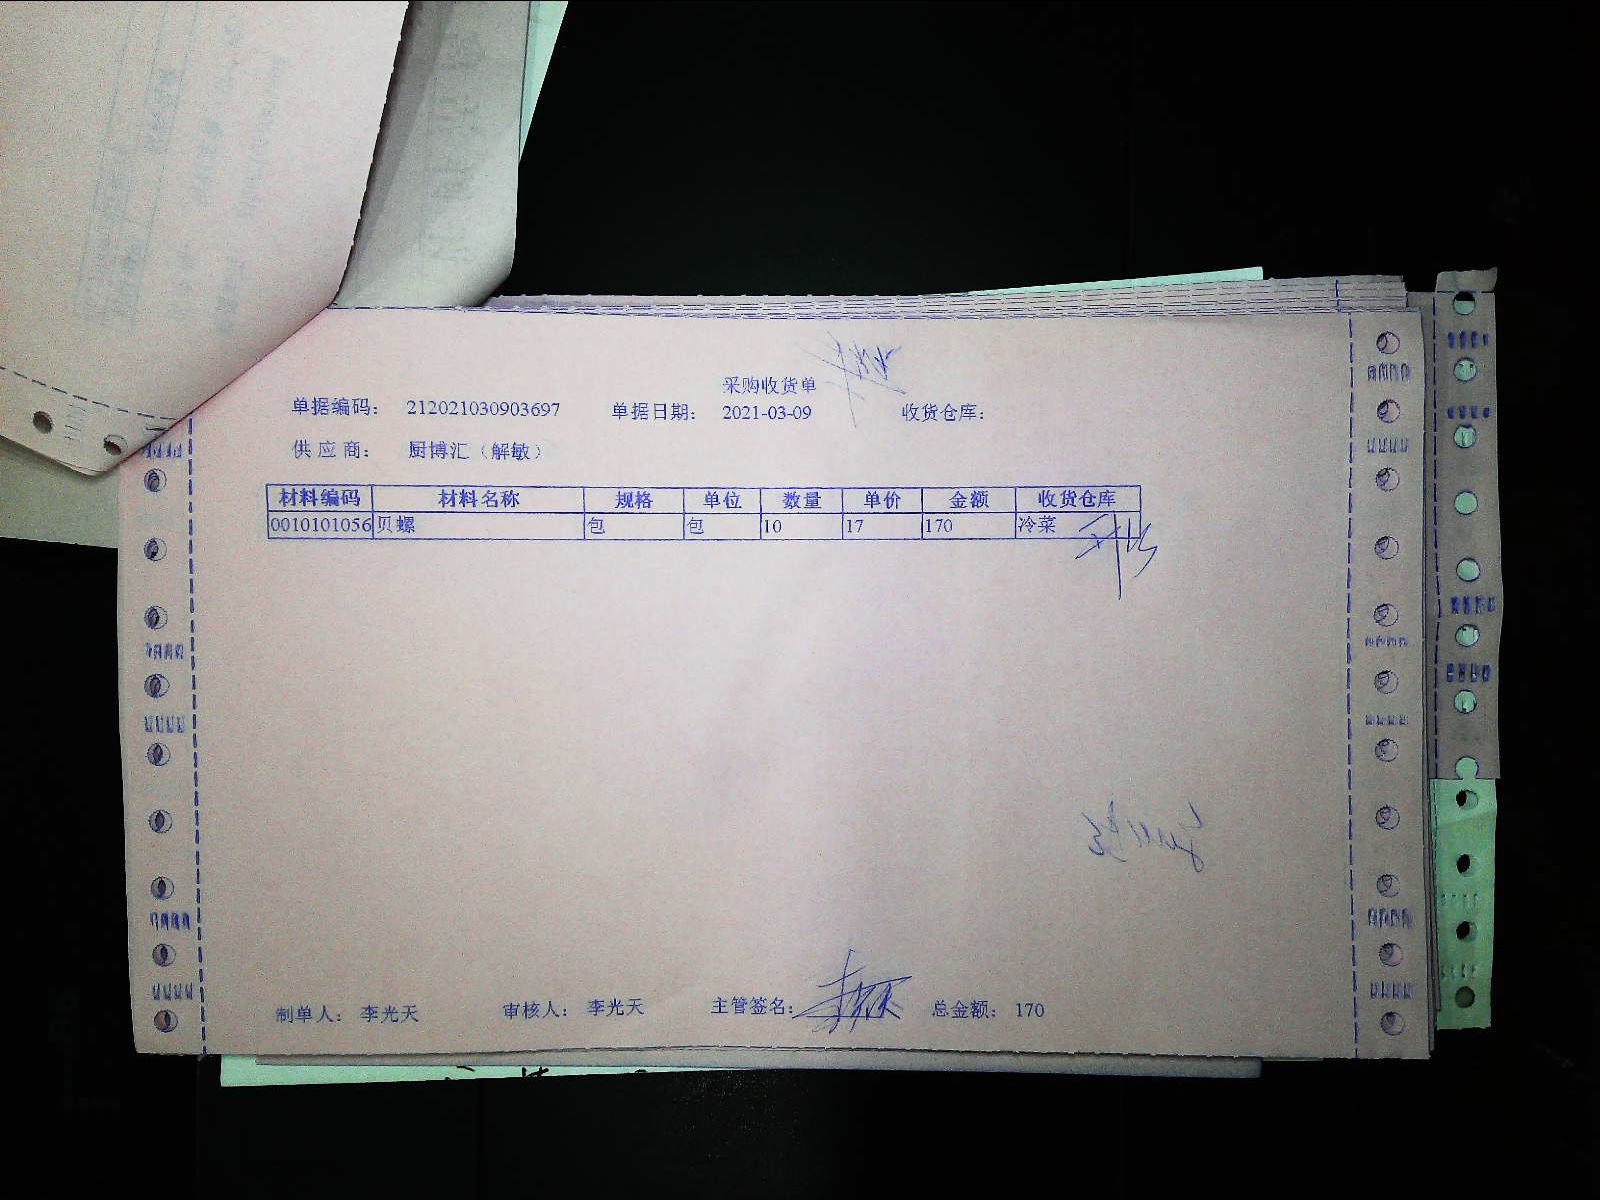 采购收货单
单据编码： 212021030903697 单据日期： 2021-03-09 收货仓库：
供应商： 厨博汇（解敏）
材料编码 材料名称 规格 单位 数量 单价 金额 收货仓库
0010101056 贝螺 包 包 10 17 170 冷菜
制单人： 李光天 审核人： 李光天 主管签名： 总金额： 170